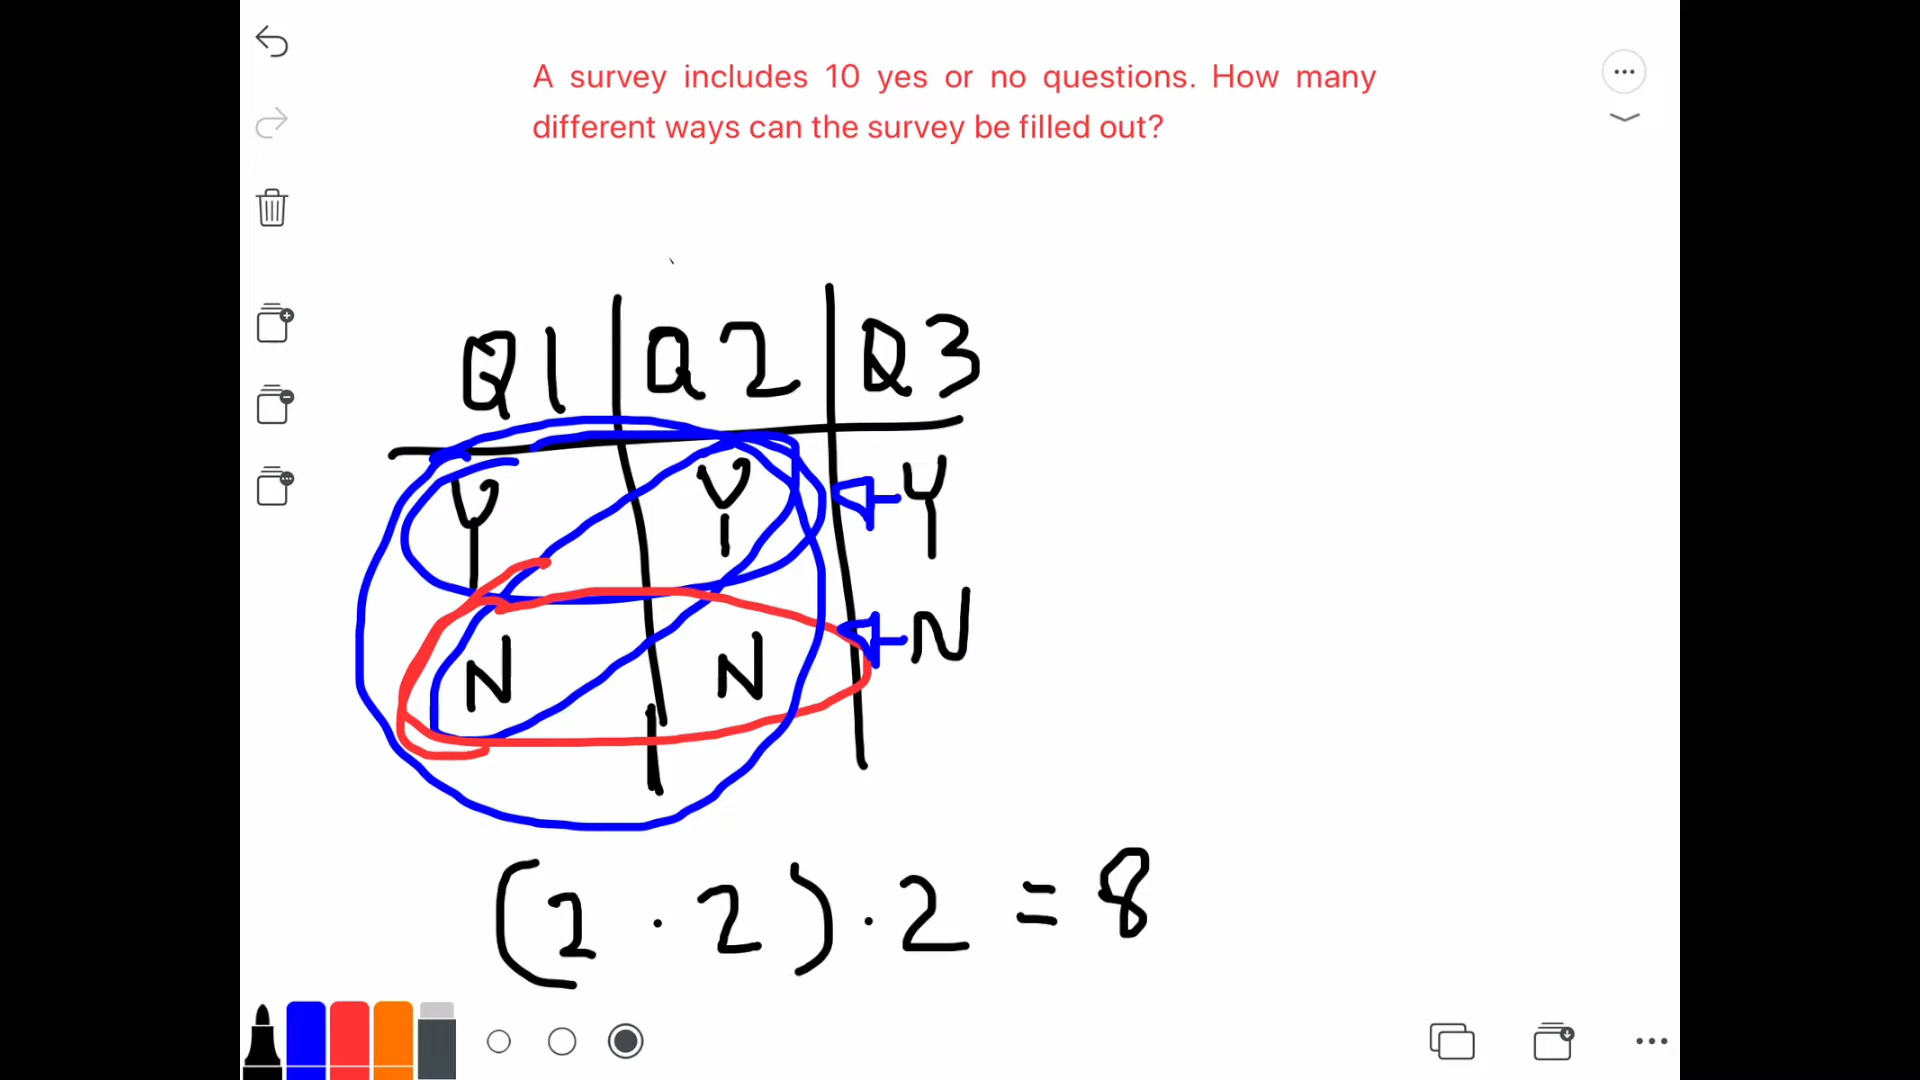 A survey includes 10 yes or no questions. How many
different ways can the survey be filled out?
Q1 Q2 Q3
Y Y Y
N N N
(2 · 2) · 2 = 8